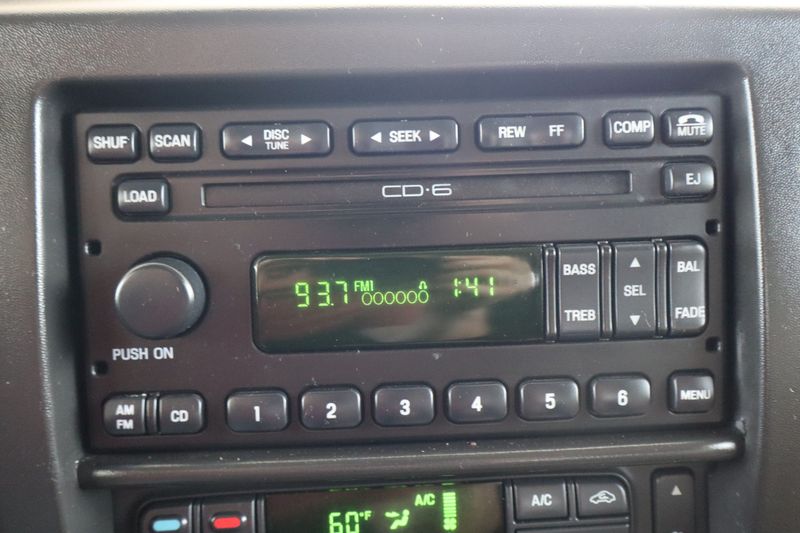 SHUF SCAN DISC TUNE SEEK REW FF COMP MUTE
LOAD CD·6 EJ
93.7 FM1 1:41 BASS TREB SEL BAL FADE
PUSH ON
AM FM CD 1 2 3 4 5 6 MENU
60°F A/C A/C